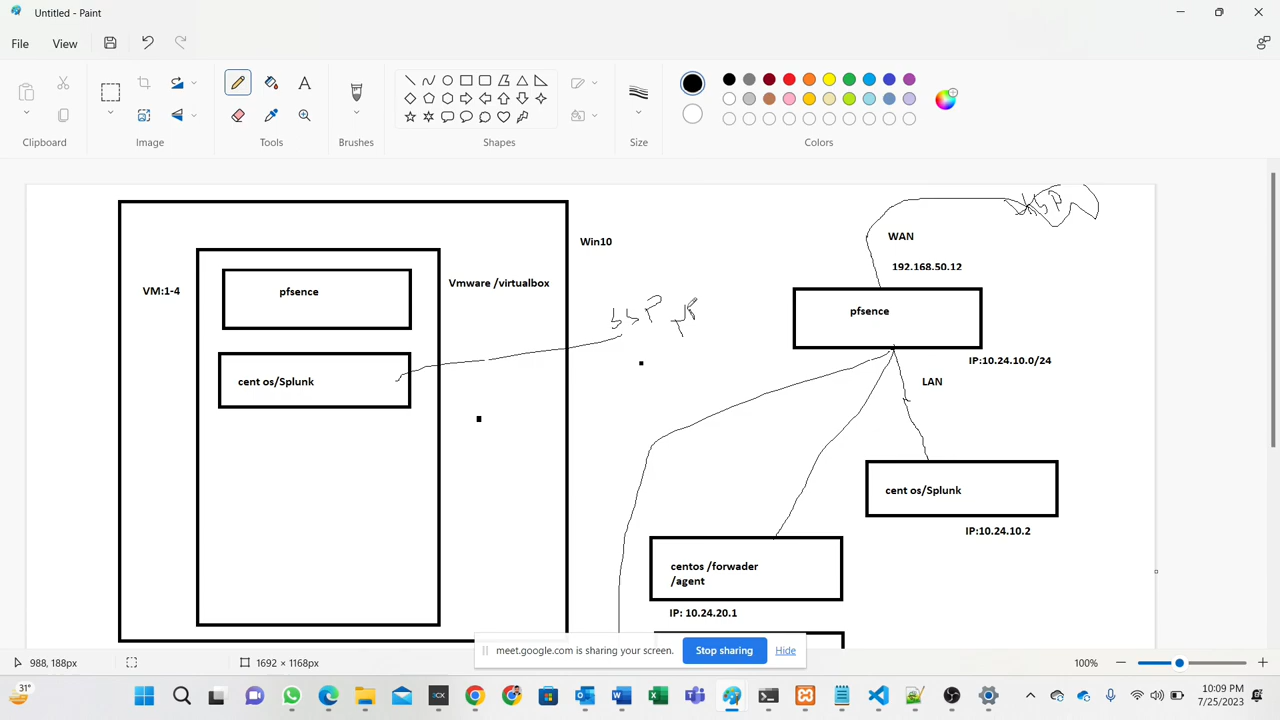 Untitled - Paint
File
View
Clipboard
Image
Tools
Brushes
Shapes
Size
Colors
Win10
pfsence
VM:1-4
Vmware /virtualbox
cent os/Splunk
WAN
192.168.50.12
pfsence
IP:10.24.10.0/24
LAN
cent os/Splunk
IP:10.24.10.2
centos /forwader
/agent
IP: 10.24.20.1
meet.google.com is sharing your screen.
Stop sharing
Hide
988, 188px
1692 × 1168px
100%
31°
10:09 PM
7/25/2023